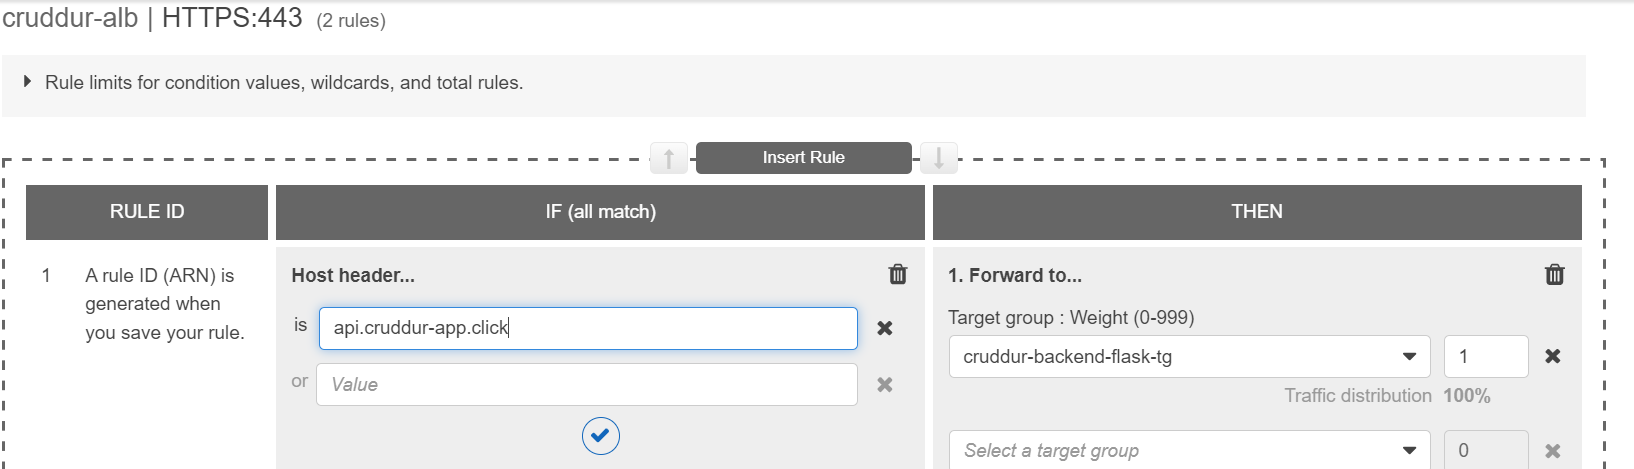 cruddur-alb | HTTPS:443 (2 rules)
Rule limits for condition values, wildcards, and total rules.
Insert Rule
RULE ID
IF (all match)
THEN
1 A rule ID (ARN) is
generated when
you save your rule.
Host header...
is api.cruddur-app.click
or Value
1. Forward to...
Target group : Weight (0-999)
cruddur-backend-flask-tg 1
Traffic distribution 100%
Select a target group 0